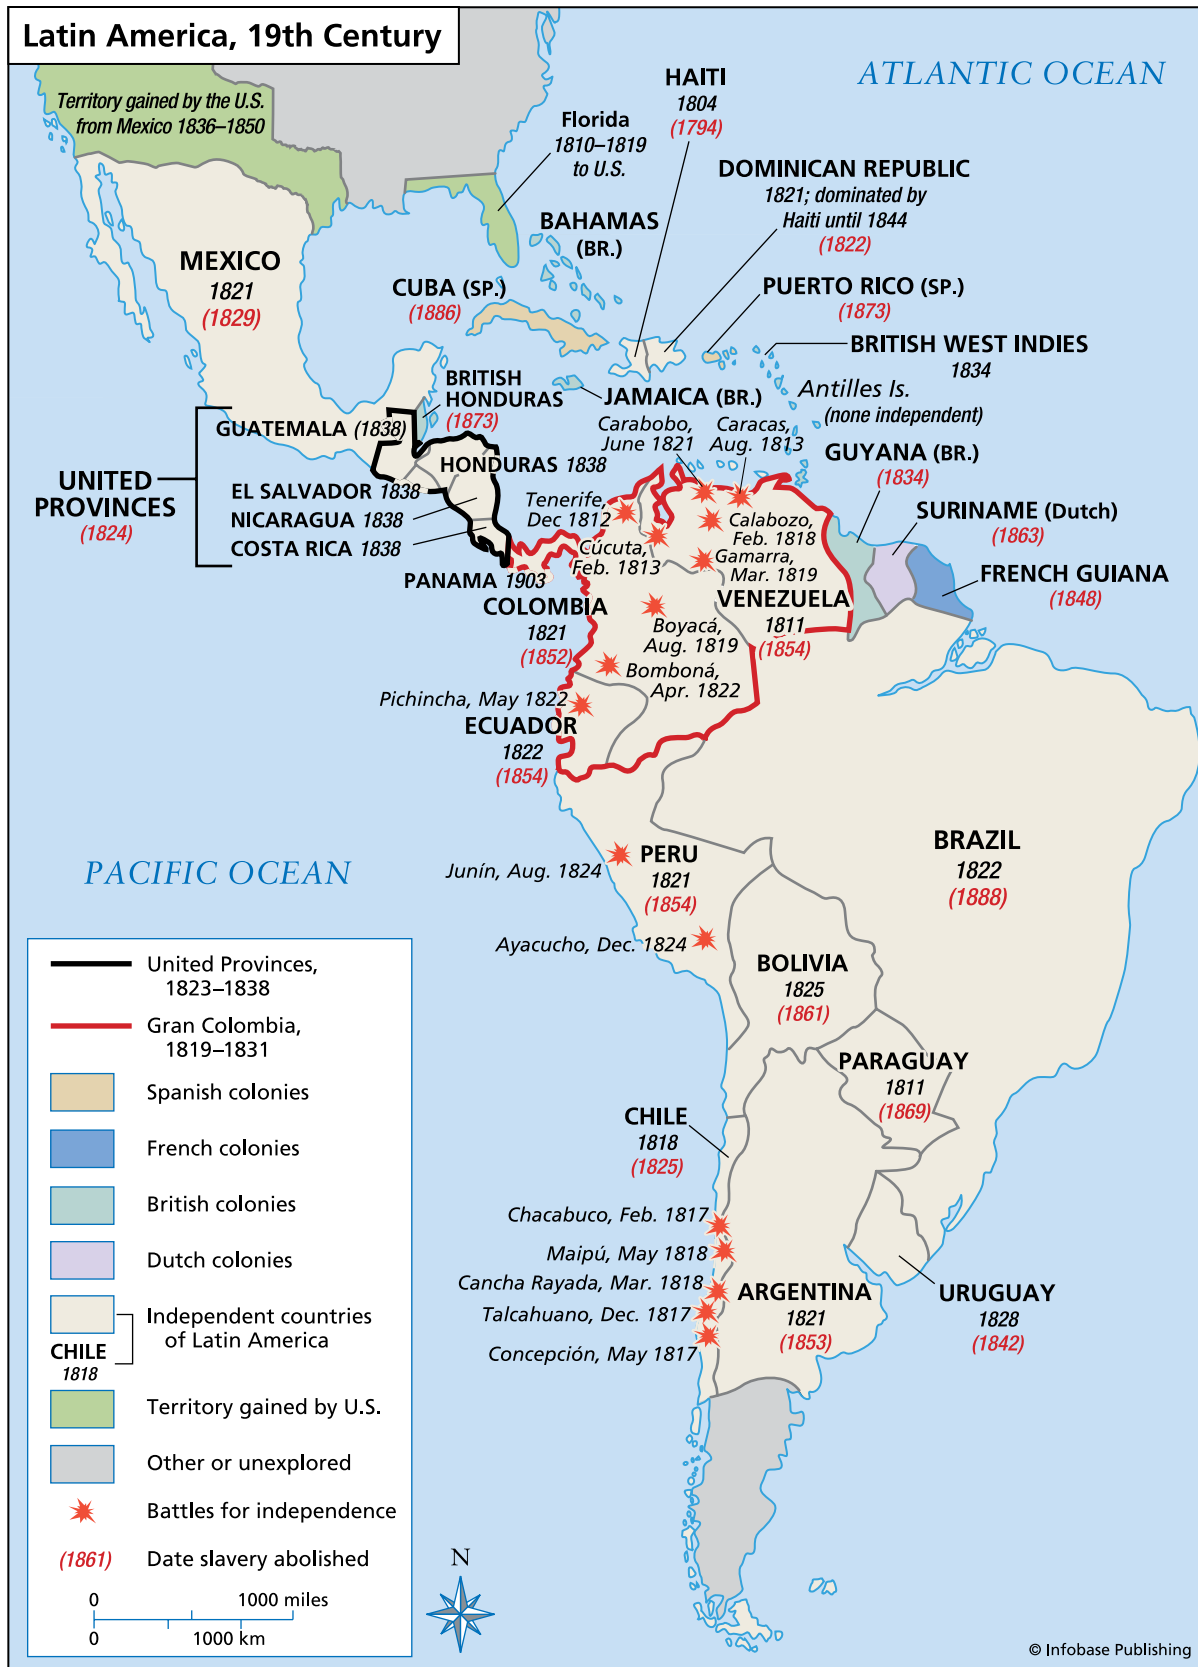 Latin America, 19th Century
ATLANTIC OCEAN
Territory gained by the U.S.
from Mexico 1836–1850
Florida
1810–1819
to U.S.
HAITI
1804
(1794)
DOMINICAN REPUBLIC
1821; dominated by
Haiti until 1844
(1822)
BAHAMAS
(BR.)
MEXICO
1821
(1829)
CUBA (SP.)
(1886)
PUERTO RICO (SP.)
(1873)
BRITISH WEST INDIES
1834
Antilles Is.
(none independent)
BRITISH
HONDURAS
(1873)
JAMAICA (BR.)
UNITED
PROVINCES
(1824)
GUATEMALA (1838)
HONDURAS 1838
EL SALVADOR 1838
NICARAGUA 1838
COSTA RICA 1838
PANAMA 1903
Carabobo,
June 1821
Caracas,
Aug. 1813
GUYANA (BR.)
(1834)
SURINAME (Dutch)
(1863)
FRENCH GUIANA
(1848)
Tenerife,
Dec 1812
Calabozo,
Feb. 1818
Cúcuta,
Feb. 1813
Gamarra,
Mar. 1819
COLOMBIA
1821
(1852)
VENEZUELA
1811
(1854)
Boyacá,
Aug. 1819
Bomboná,
Apr. 1822
Pichincha, May 1822
ECUADOR
1822
(1854)
PACIFIC OCEAN
Junín, Aug. 1824
PERU
1821
(1854)
BRAZIL
1822
(1888)
Ayacucho, Dec. 1824
BOLIVIA
1825
(1861)
PARAGUAY
1811
(1869)
CHILE
1818
(1825)
Chacabuco, Feb. 1817
Maipú, May 1818
Cancha Rayada, Mar. 1818
Talcahuano, Dec. 1817
Concepción, May 1817
ARGENTINA
1821
(1853)
URUGUAY
1828
(1842)
United Provinces,
1823–1838
Gran Colombia,
1819–1831
Spanish colonies
French colonies
British colonies
Dutch colonies
Independent countries
of Latin America
CHILE
1818
Territory gained by U.S.
Other or unexplored
Battles for independence
(1861) Date slavery abolished
0 1000 miles
0 1000 km
N
© Infobase Publishing